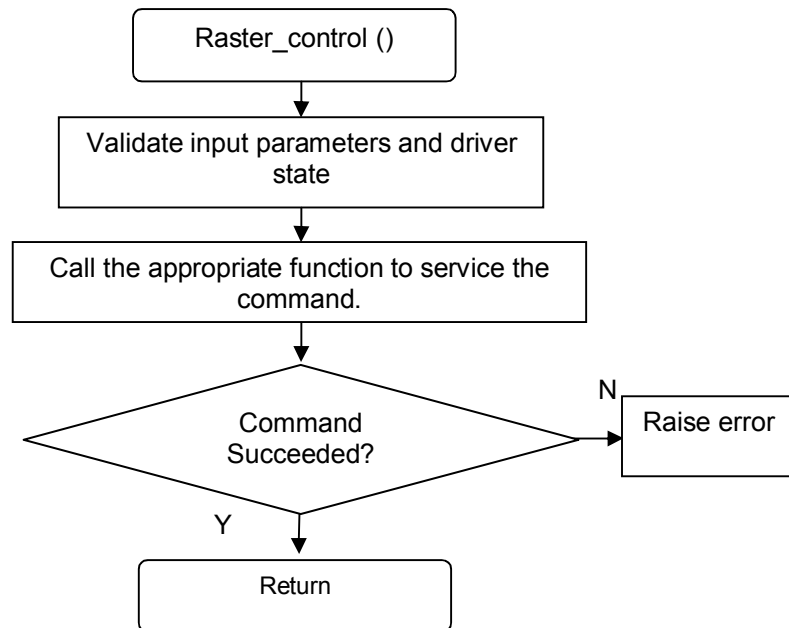 Raster_control ()
Validate input parameters and driver
state
Call the appropriate function to service the
command.
Command
Succeeded?
N
Raise error
Y
Return